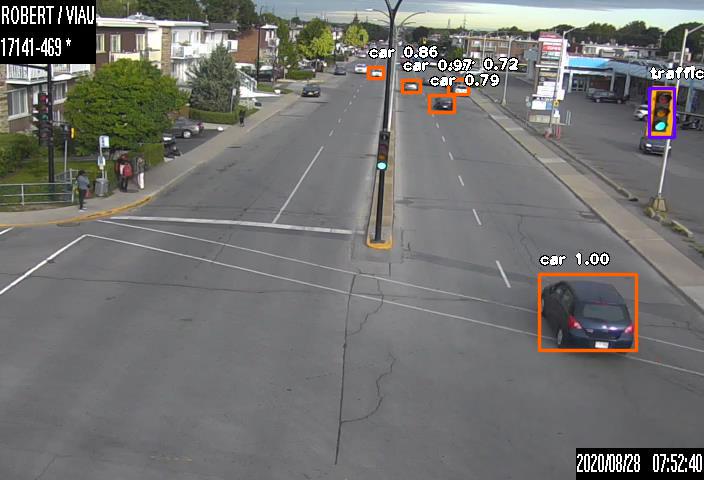 ROBERT / VIAU
17141-469 *
car 0.86
car 0.97
0.72
car 0.79
traffic
car 1.00
2020/08/28 07:52:40